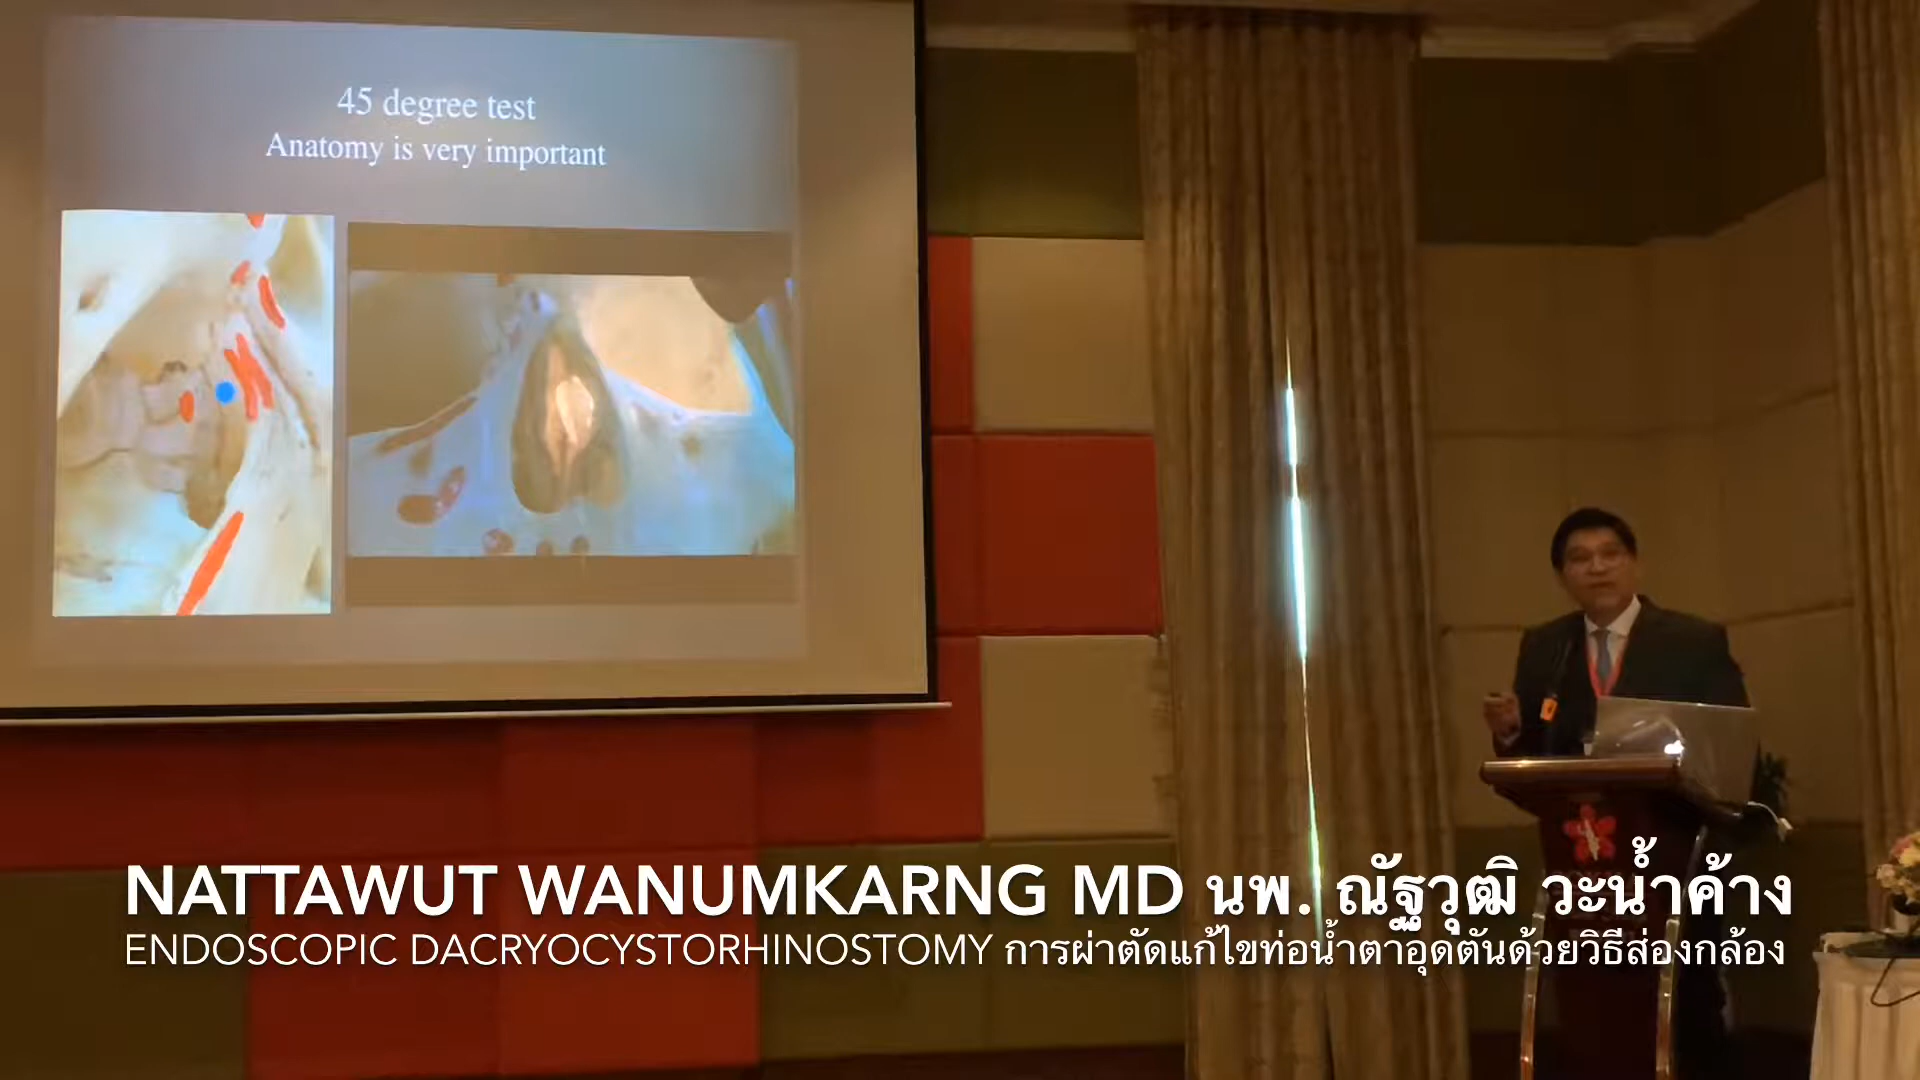 45 degree test
Anatomy is very important
NATTAWUT WANUMKARNG MD นพ. ณัฐวุฒิ วะน้ำค้าง
ENDOSCOPIC DACRYOCYSTORHINOSTOMY การผ่าตัดแก้ไขท่อน้ำตาอุดตันด้วยวิธีส่องกล้อง